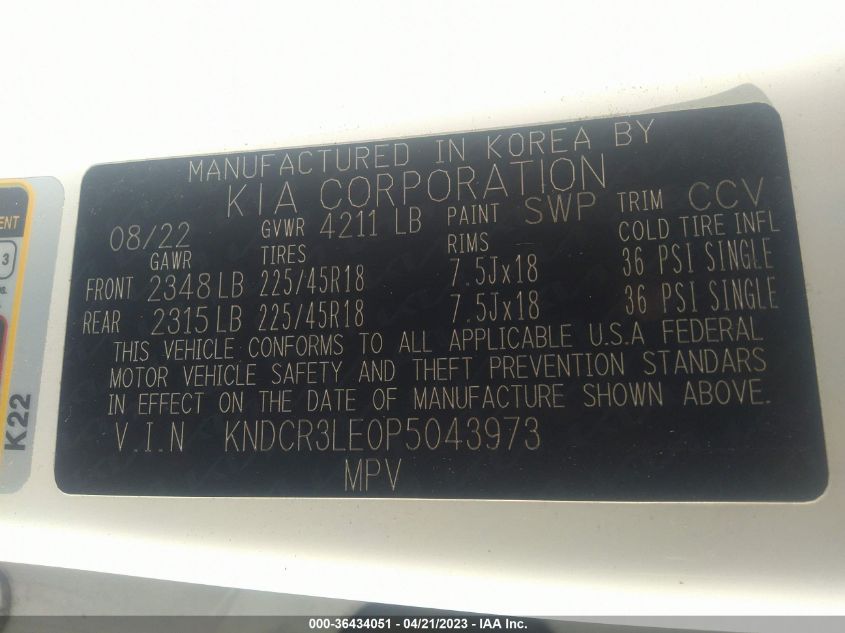 MANUFACTURED IN KOREA BY
KIA CORPORATION
08/22 GVWR 4211 LB PAINT SWP TRIM CCV
GAWR TIRES RIMS COLD TIRE INFL
FRONT 2348 LB 225/45R18 7.5Jx18 36 PSI SINGLE
REAR 2315 LB 225/45R18 7.5Jx18 36 PSI SINGLE
THIS VEHICLE CONFORMS TO ALL APPLICABLE U.S.A FEDERAL
MOTOR VEHICLE SAFETY AND THEFT PREVENTION STANDARS
IN EFFECT ON THE DATE OF MANUFACTURE SHOWN ABOVE.
V.I.N KNDCR3LE0P5043973
MPV
K22
000-36434051 - 04/21/2023 - IAA Inc.